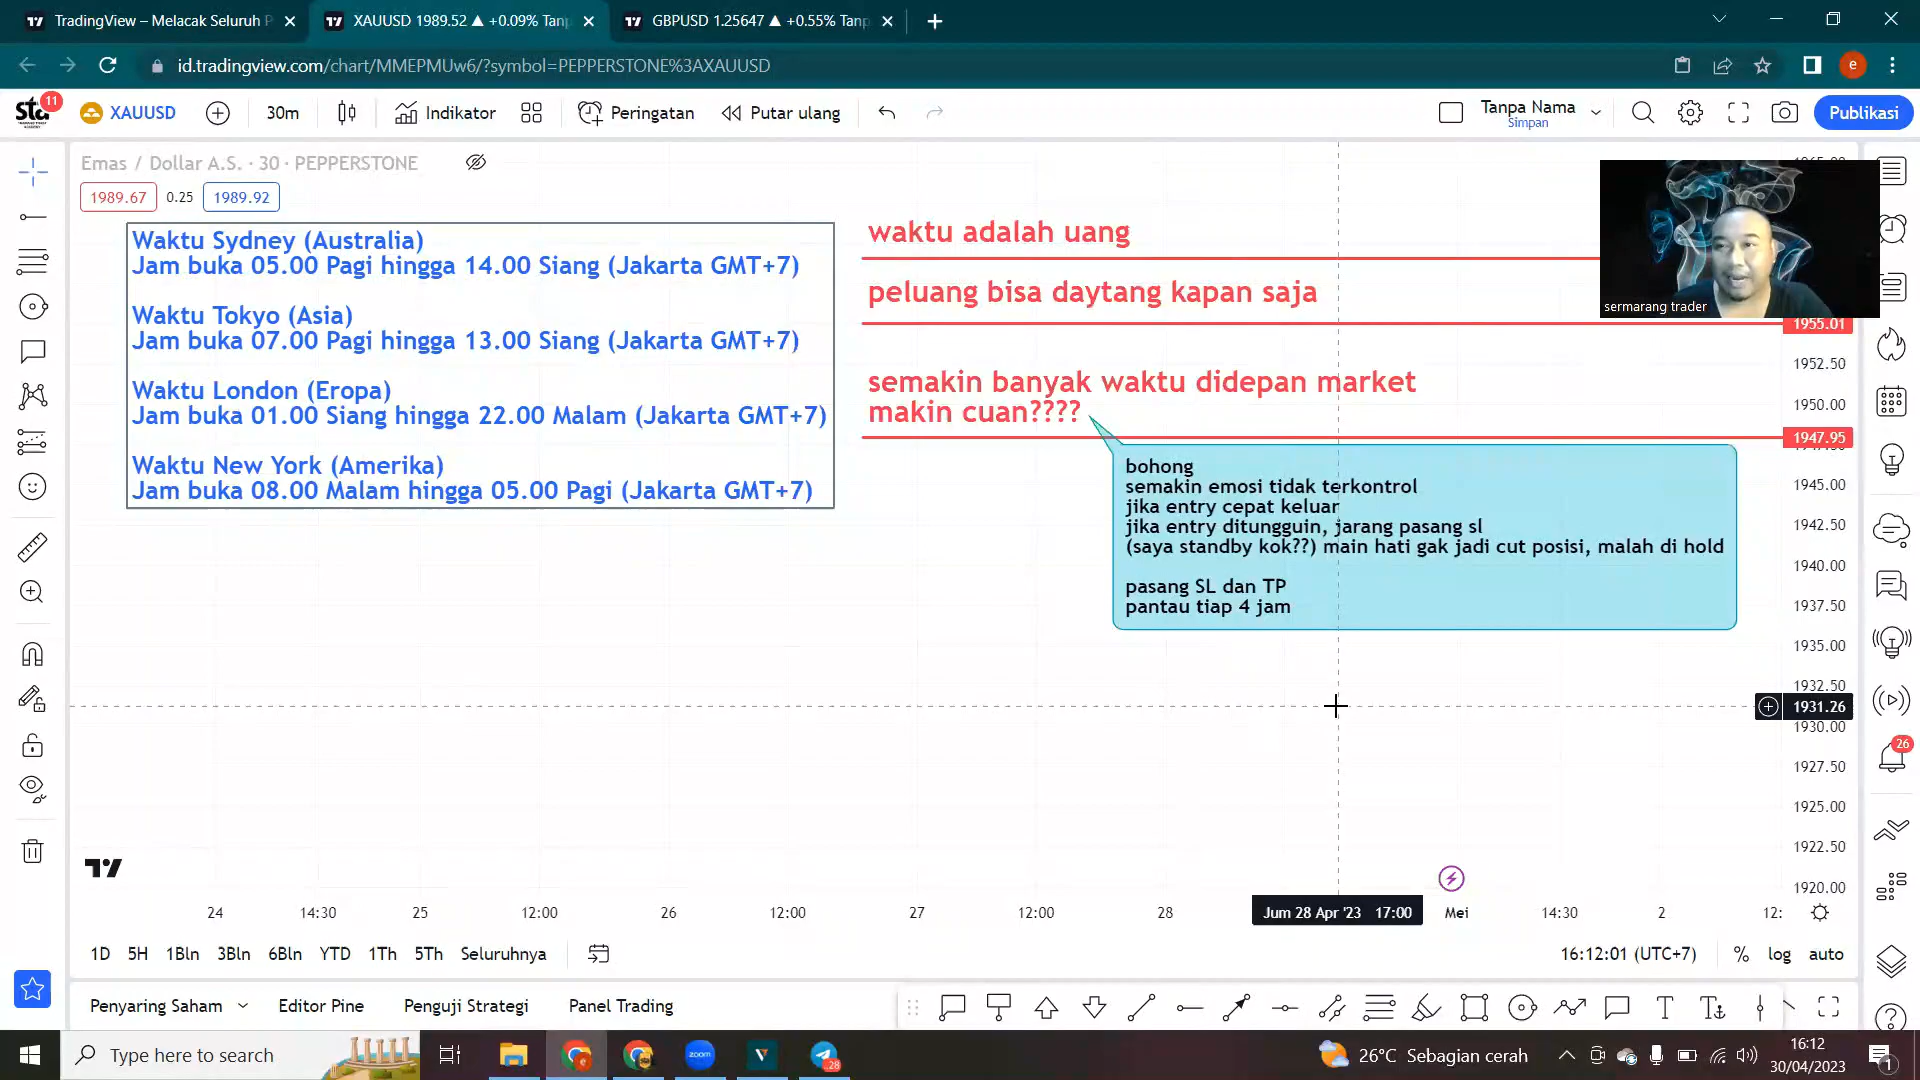 TradingView – Melacak Seluruh P
XAUUSD 1989.52 ▲ +0.09% Tanp
GBPUSD 1.25647 ▲ +0.55% Tanp
id.tradingview.com/chart/MMEPMUw6/?symbol=PEPPERSTONE%3AXAUUSD
e
sta
11
XAUUSD
30m
Indikator
Peringatan
Putar ulang
Tanpa Nama
Simpan
Publikasi
Emas / Dollar A.S. · 30 · PEPPERSTONE
1989.67
0.25
1989.92
Waktu Sydney (Australia)
Jam buka 05.00 Pagi hingga 14.00 Siang (Jakarta GMT+7)
Waktu Tokyo (Asia)
Jam buka 07.00 Pagi hingga 13.00 Siang (Jakarta GMT+7)
Waktu London (Eropa)
Jam buka 01.00 Siang hingga 22.00 Malam (Jakarta GMT+7)
Waktu New York (Amerika)
Jam buka 08.00 Malam hingga 05.00 Pagi (Jakarta GMT+7)
waktu adalah uang
peluang bisa daytang kapan saja
semakin banyak waktu didepan market
makin cuan????
bohong
semakin emosi tidak terkontrol
jika entry cepat keluar
jika entry ditungguin, jarang pasang sl
(saya standby kok??) main hati gak jadi cut posisi, malah di hold
pasang SL dan TP
pantau tiap 4 jam
sermarang trader
1955.01
1952.50
1950.00
1947.95
1945.00
1942.50
1940.00
1937.50
1935.00
1932.50
1931.26
1930.00
1927.50
1925.00
1922.50
1920.00
26
24
14:30
25
12:00
26
12:00
27
12:00
28
Jum 28 Apr '23 17:00
Mei
14:30
2
12:
1D
5H
1Bln
3Bln
6Bln
YTD
1Th
5Th
Seluruhnya
16:12:01 (UTC+7)
%
log
auto
Penyaring Saham
Editor Pine
Penguji Strategi
Panel Trading
Type here to search
zoom
28
26°C Sebagian cerah
16:12
30/04/2023
1